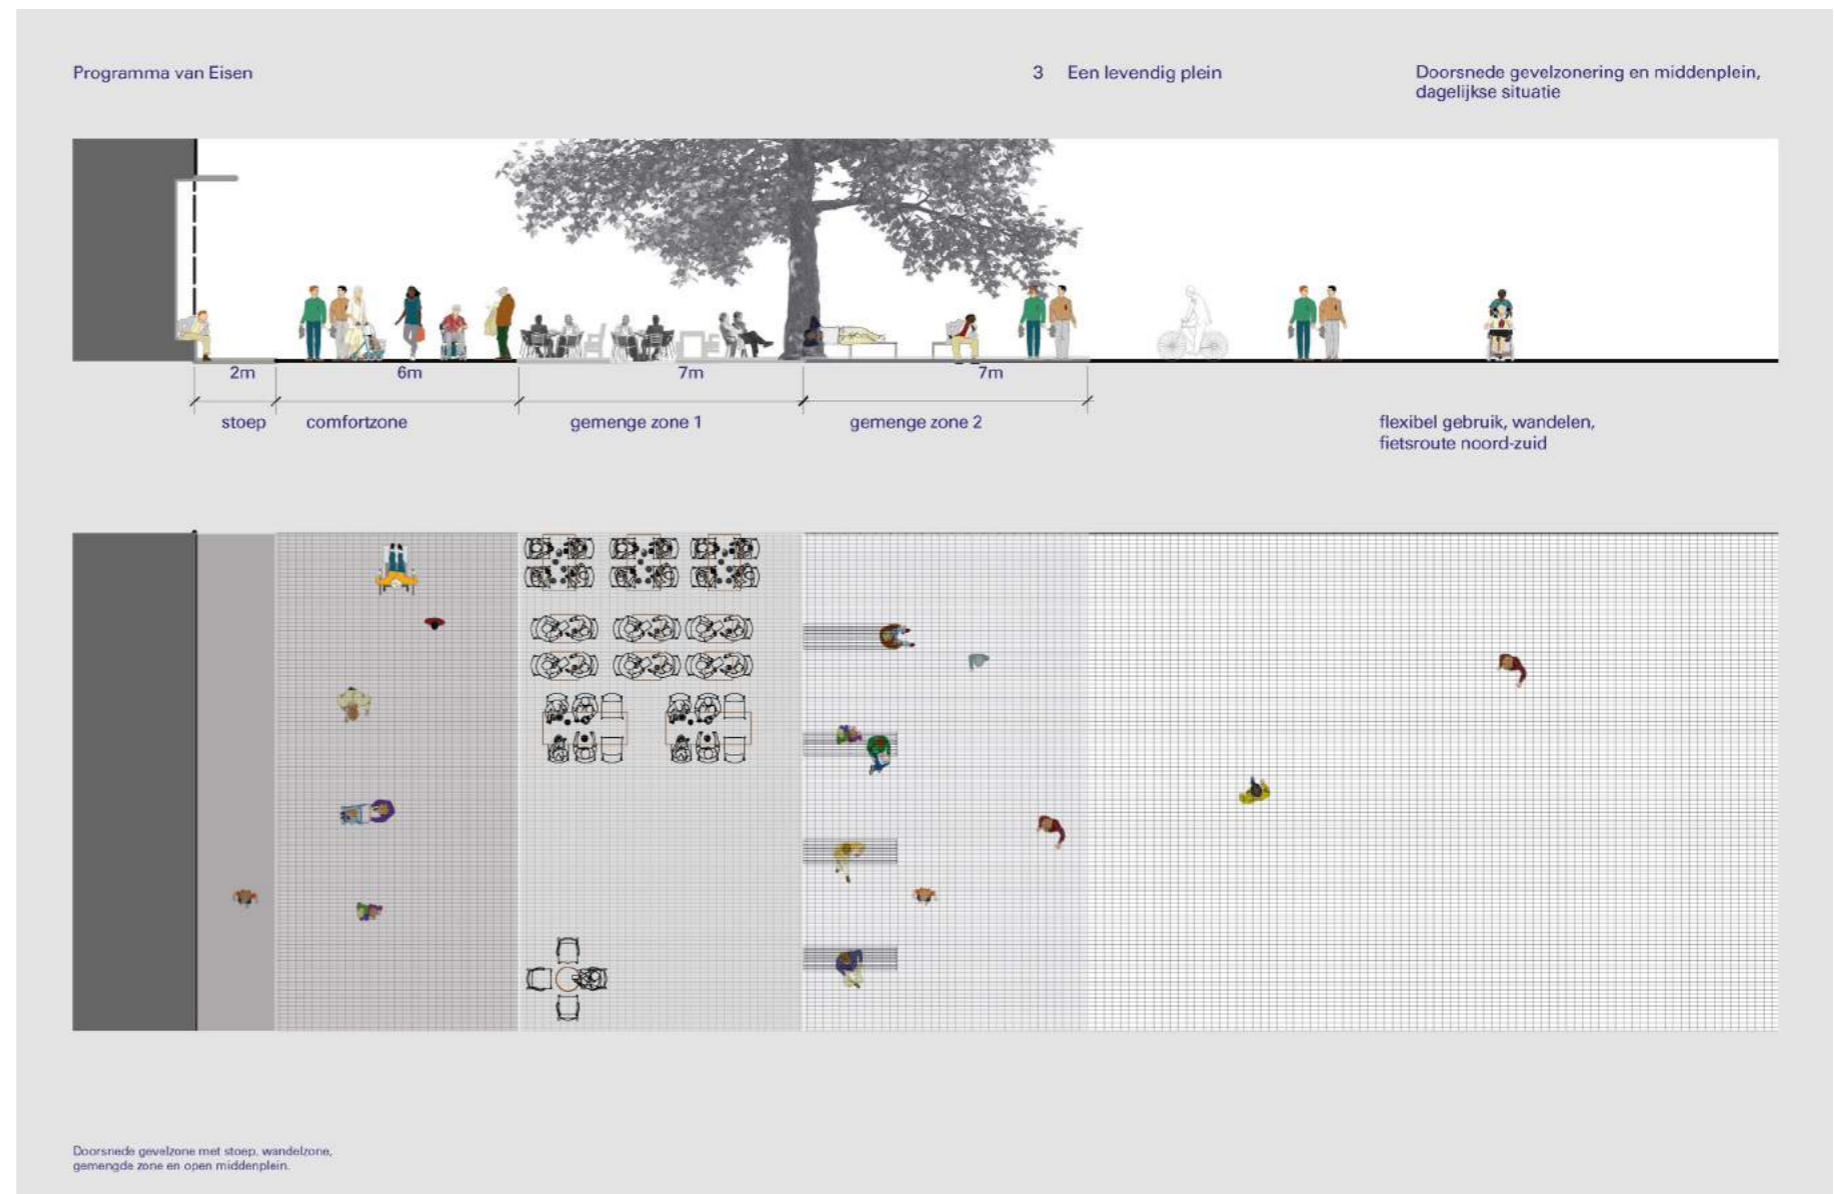 Programma van Eisen
3 Een levendig plein
Doorsnede gevelzonering en middenplein,
dagelijkse situatie
2m
6m
7m
7m
stoep
comfortzone
gemenge zone 1
gemenge zone 2
flexibel gebruik, wandelen,
fietsroute noord-zuid
Doorsnede gevelzone met stoep, wandelzone,
gemengde zone en open middenplein.